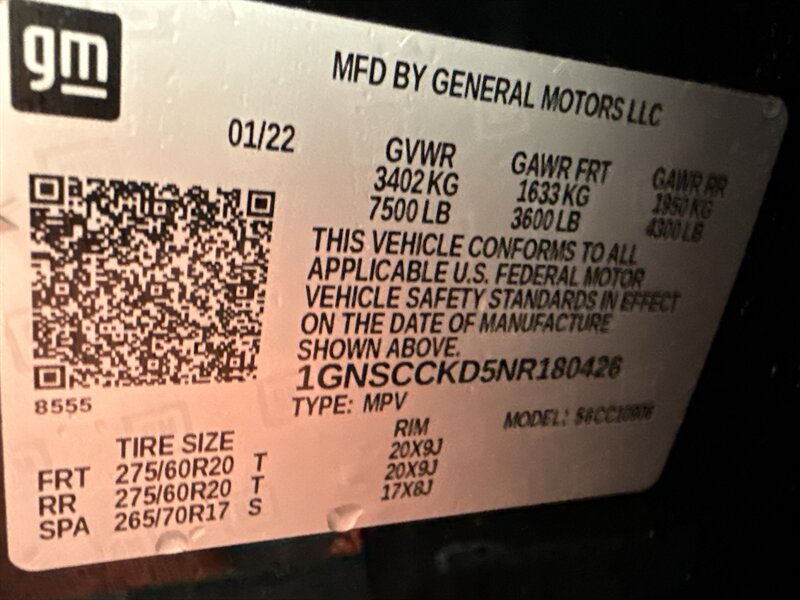 gm
MFD BY GENERAL MOTORS LLC
01/22
GVWR GAWR FRT GAWR RR
3402 KG 1633 KG 1950 KG
7500 LB 3600 LB 4300 LB
THIS VEHICLE CONFORMS TO ALL
APPLICABLE U.S. FEDERAL MOTOR
VEHICLE SAFETY STANDARDS IN EFFECT
ON THE DATE OF MANUFACTURE
SHOWN ABOVE.
1GNSCCKD5NR180426
8555
TYPE: MPV MODEL:
TIRE SIZE RIM
FRT 275/60R20 T 20X9J
RR 275/60R20 T 20X9J
SPA 265/70R17 S 17X8J